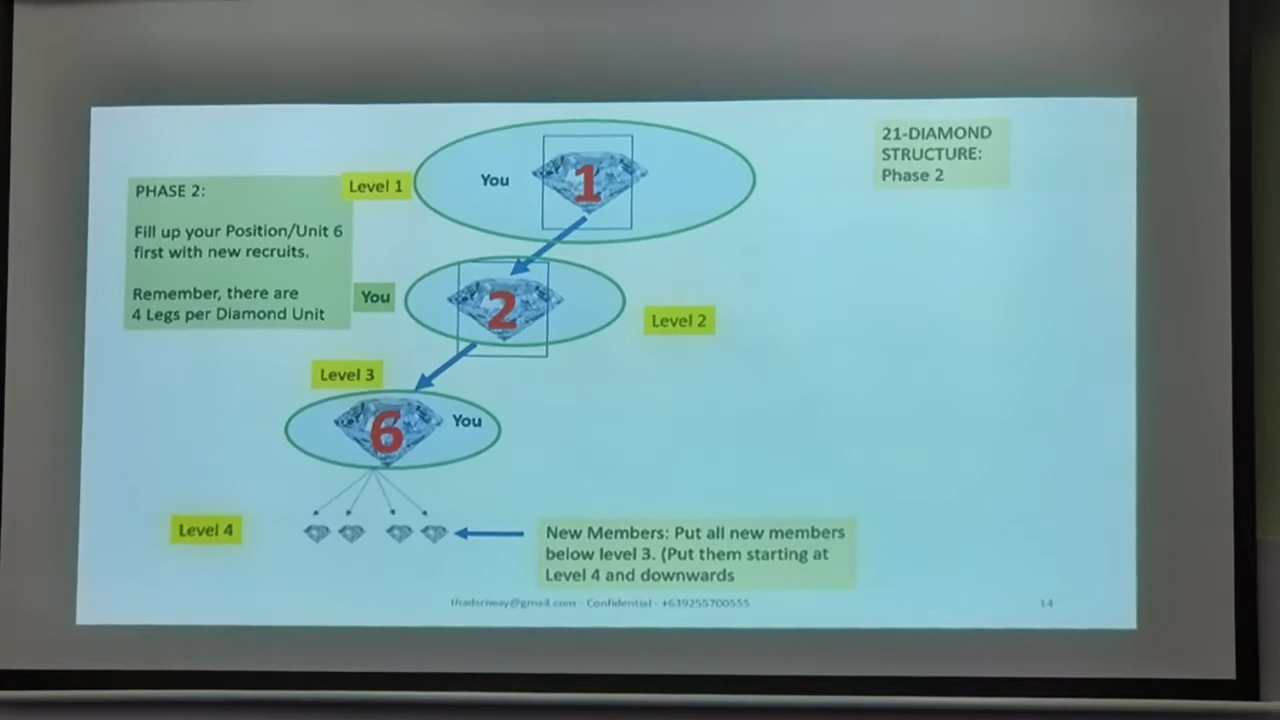 21-DIAMOND
STRUCTURE:
Phase 2
PHASE 2:
Fill up your Position/Unit 6
first with new recruits.
Remember, there are
4 Legs per Diamond Unit
Level 1
You
1
You
2
Level 2
Level 3
6
You
Level 4
New Members: Put all new members
below level 3. (Put them starting at
Level 4 and downwards
thadsriway@gmail.com - Confidential - +639255700555
14